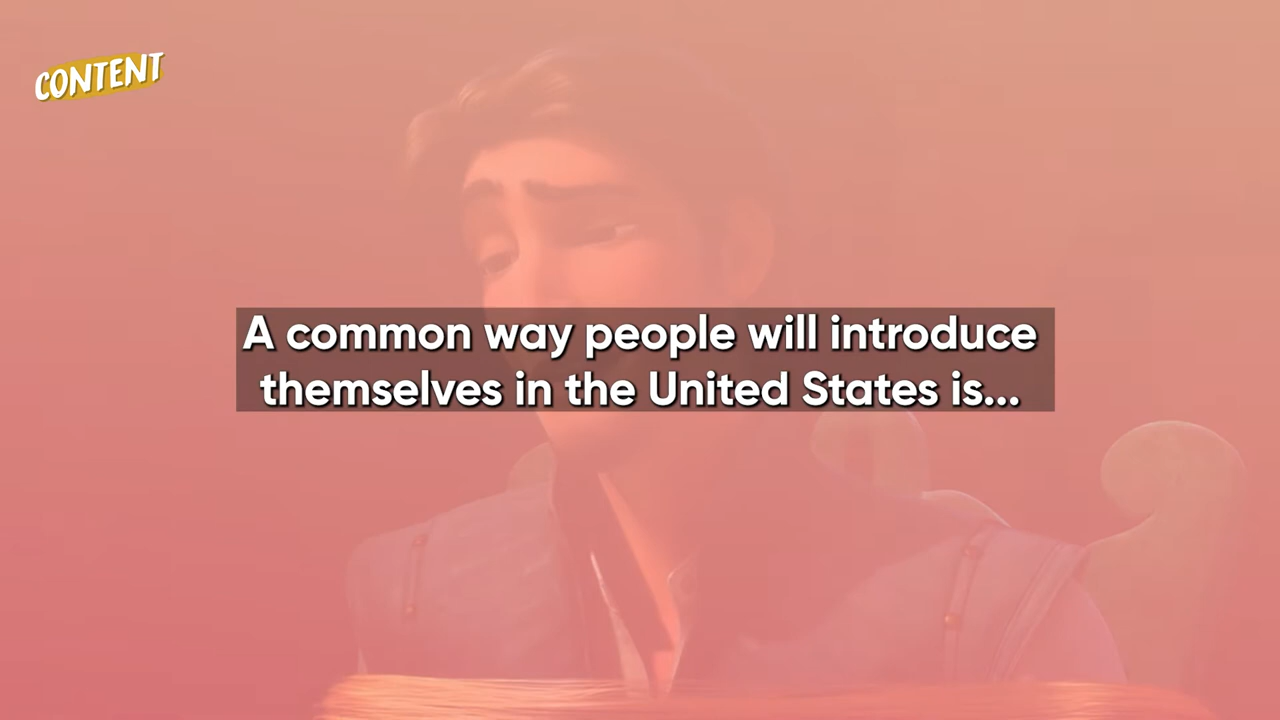 CONTENT
A common way people will introduce
themselves in the United States is...